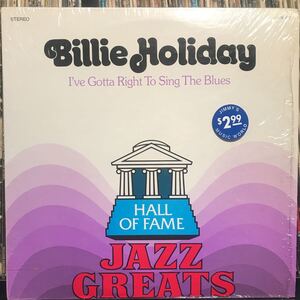 STEREO
Billie Holiday
I've Gotta Right To Sing The Blues
JIMMY'S
$2.99
MUSIC WORLD
HALL
OF FAME
JAZZ
GREATS